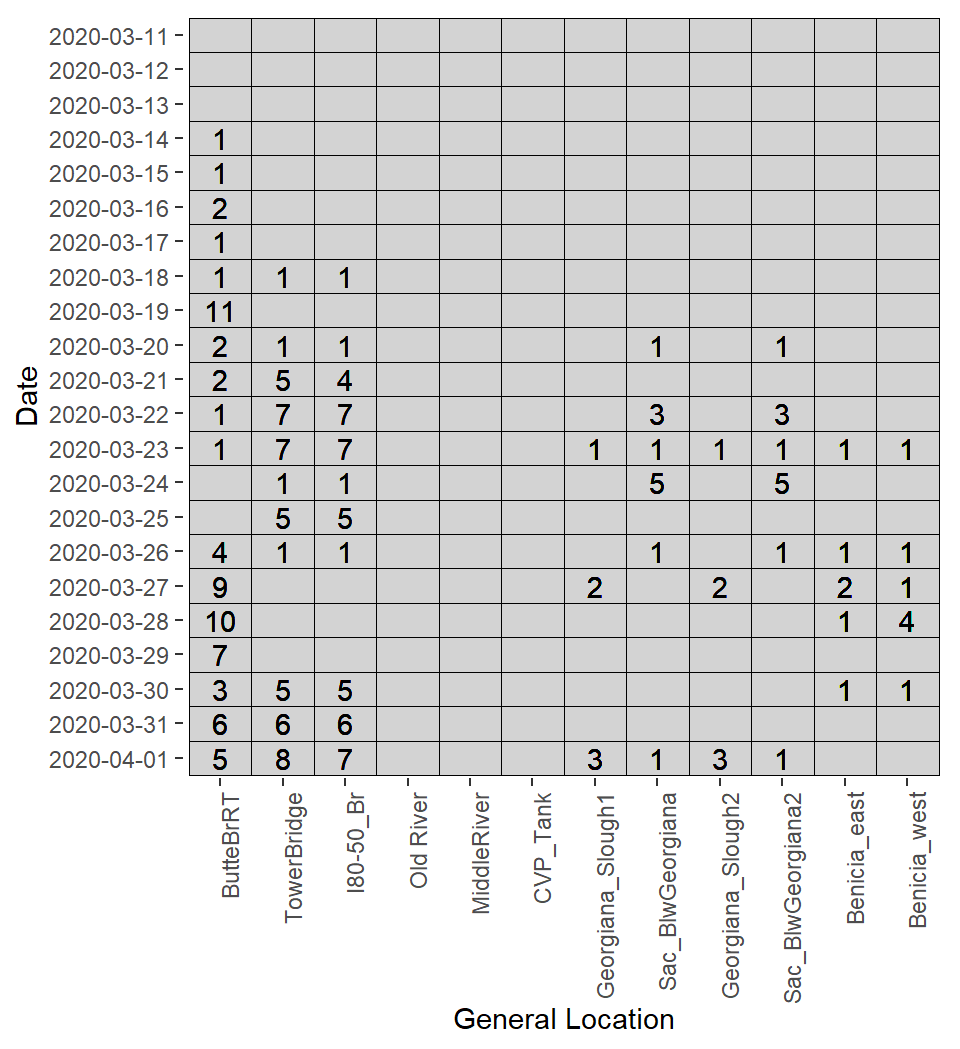 2020-03-11
2020-03-12
2020-03-13
2020-03-14 1
2020-03-15 1
2020-03-16 2
2020-03-17 1
2020-03-18 1 1 1
2020-03-19 11
2020-03-20 2 1 1 1 1
2020-03-21 2 5 4
2020-03-22 1 7 7 3 3
2020-03-23 1 7 7 1 1 1 1 1 1
2020-03-24 1 1 5 5
2020-03-25 5 5
2020-03-26 4 1 1 1 1 1 1
2020-03-27 9 2 2 2 1
2020-03-28 10 1 4
2020-03-29 7
2020-03-30 3 5 5 1 1
2020-03-31 6 6 6
2020-04-01 5 8 7 3 1 3 1
Date
ButteBrRT
TowerBridge
I80-50_Br
Old River
MiddleRiver
CVP_Tank
Georgiana_Slough1
Sac_BlwGeorgiana
Georgiana_Slough2
Sac_BlwGeorgiana2
Benicia_east
Benicia_west
General Location